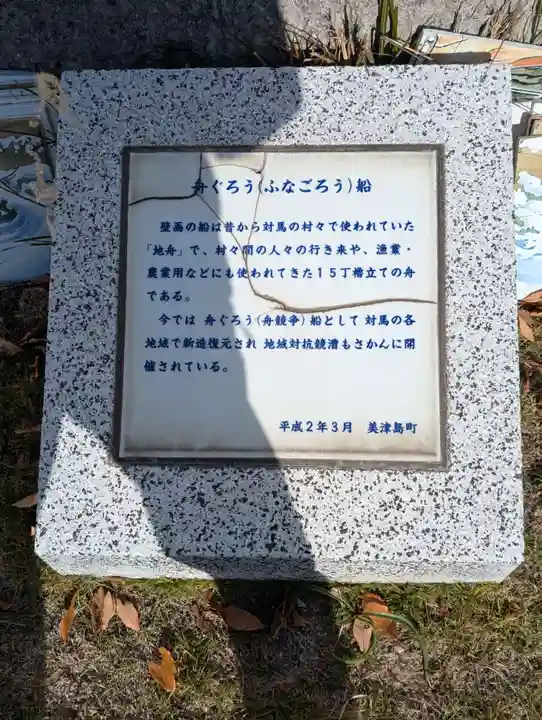 舟ぐろう(ふなごろう)船
壁画の船は昔から対馬の村々で使われていた
「地舟」で、村々間の人々の行き来や、漁業・
農業用などにも使われてきた15丁櫓立ての舟
である。
今では 舟ぐろう(舟競争)船として 対馬の各
地域で新造復元され 地域対抗競漕もさかんに開
催されている。
平成2年3月 美津島町